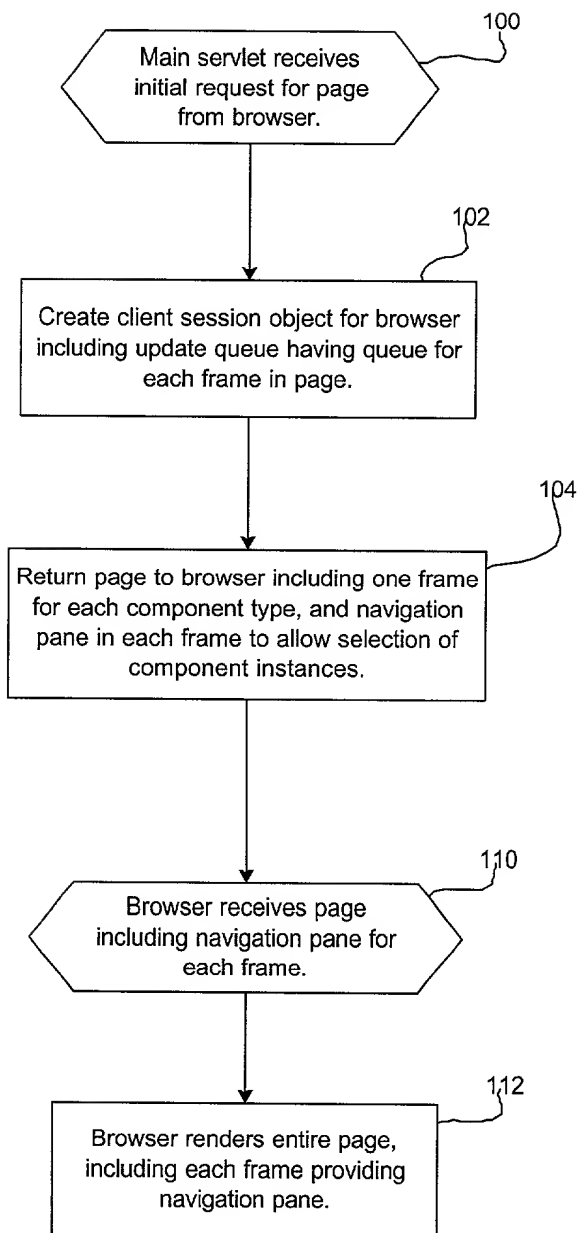 100
Main servlet receives
initial request for page
from browser.
102
Create client session object for browser
including update queue having queue for
each frame in page.
104
Return page to browser including one frame
for each component type, and navigation
pane in each frame to allow selection of
component instances.
110
Browser receives page
including navigation pane for
each frame.
112
Browser renders entire page,
including each frame providing
navigation pane.